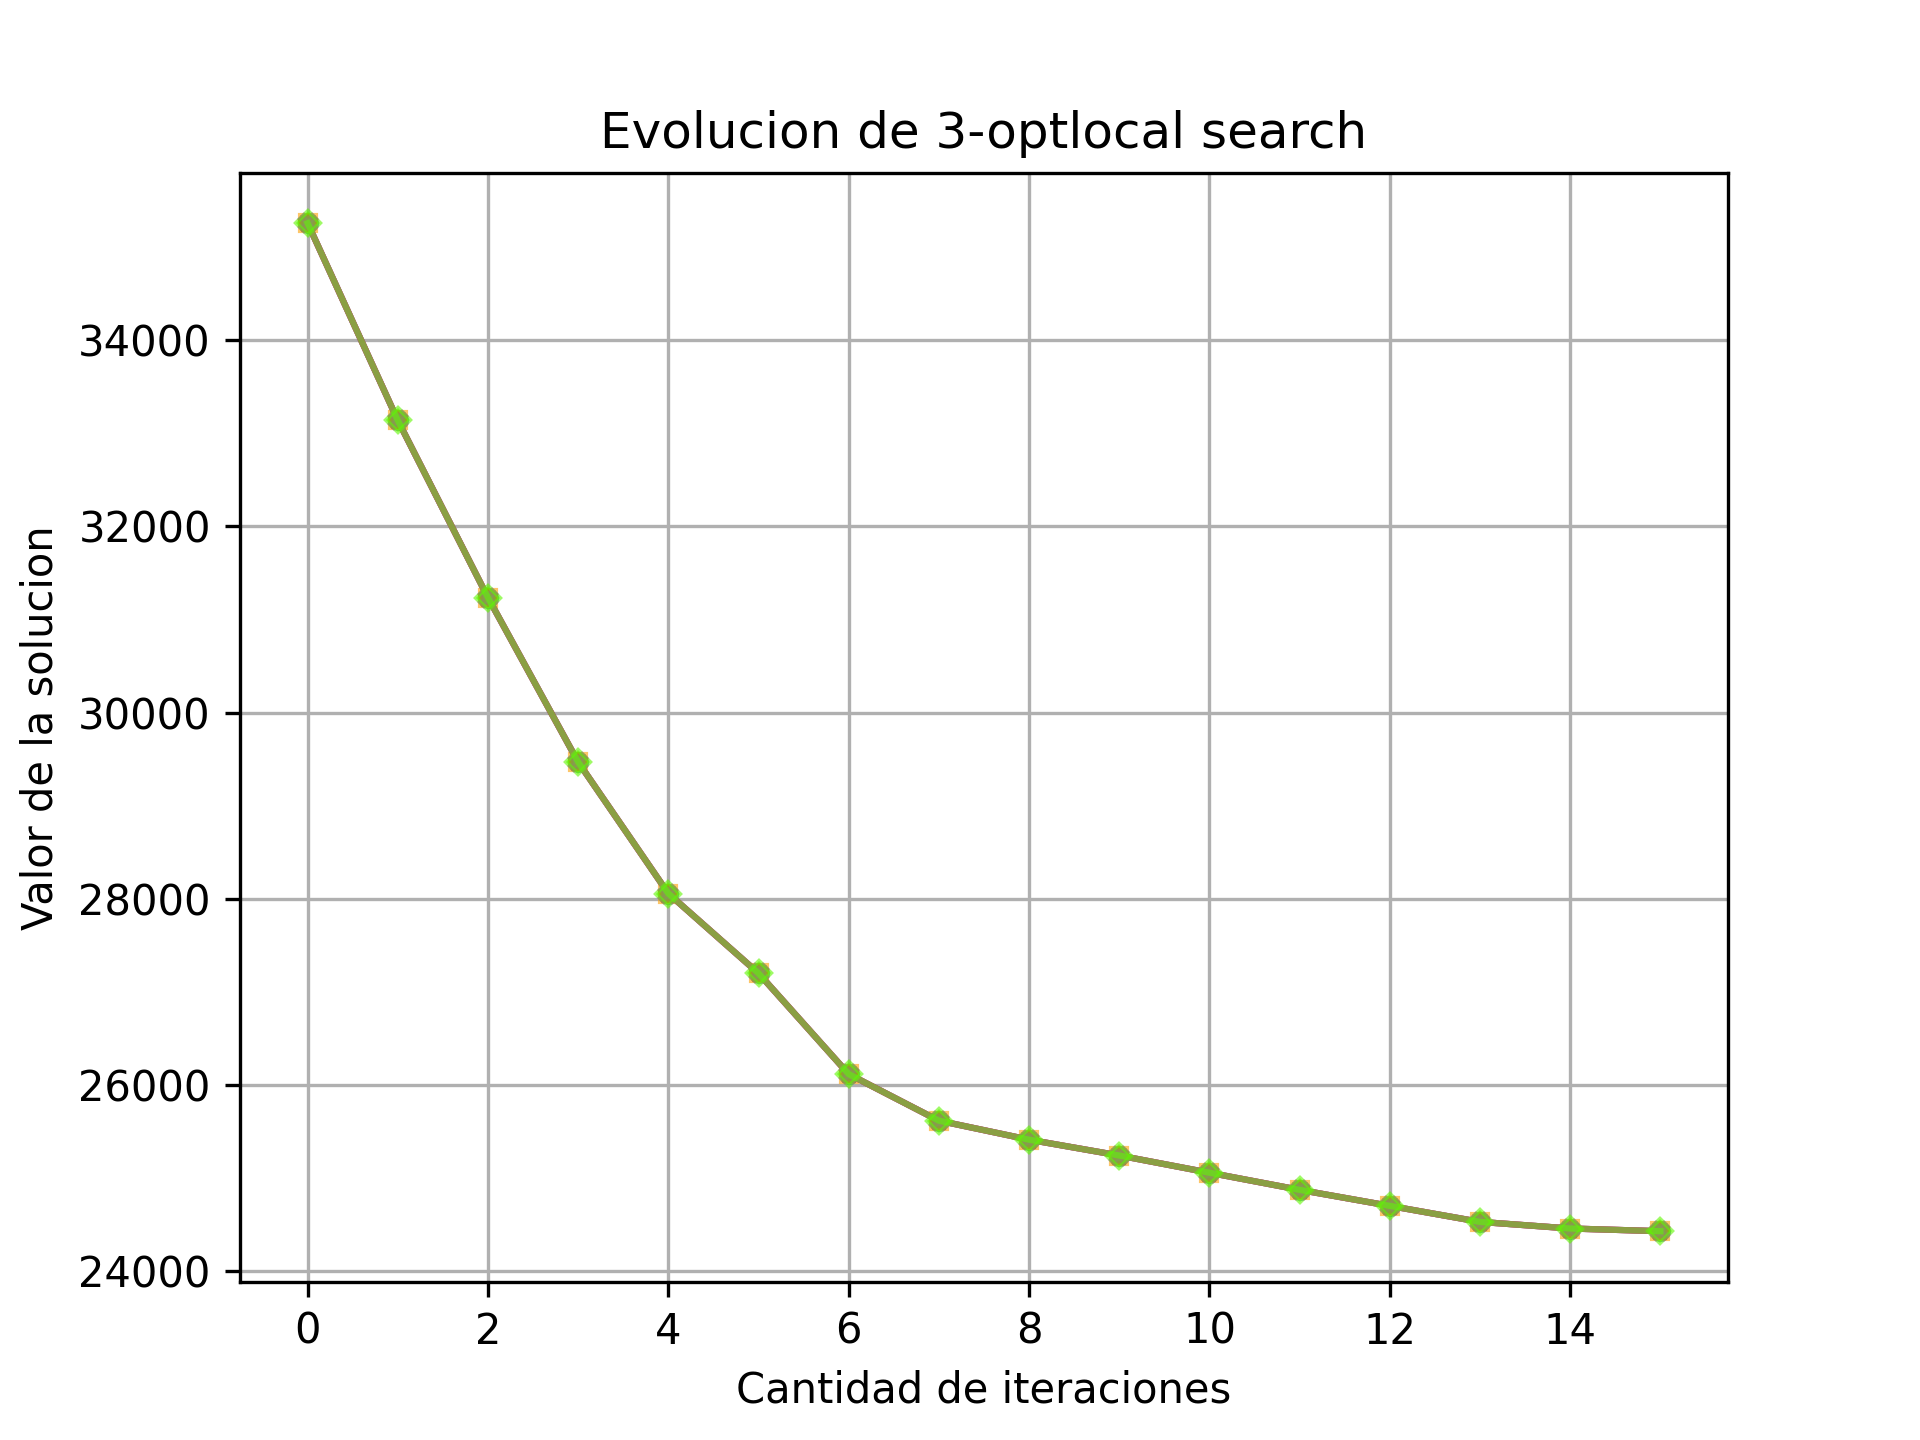 Evolucion de 3-optlocal search
Valor de la solucion
34000
32000
30000
28000
26000
24000
0 2 4 6 8 10 12 14
Cantidad de iteraciones